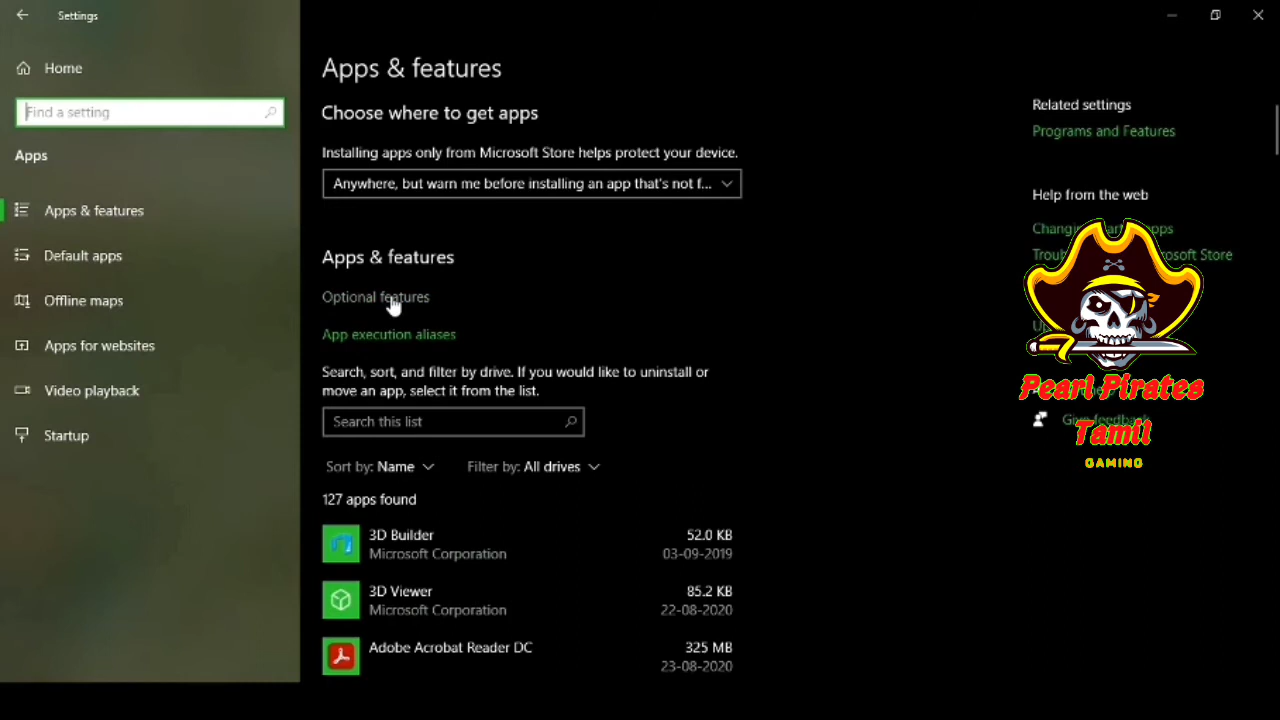 Settings
Home
Find a setting
Apps
Apps & features
Default apps
Offline maps
Apps for websites
Video playback
Startup
Apps & features
Choose where to get apps
Installing apps only from Microsoft Store helps protect your device.
Anywhere, but warn me before installing an app that's not f...
Apps & features
Optional features
App execution aliases
Search, sort, and filter by drive. If you would like to uninstall or
move an app, select it from the list.
Search this list
Sort by: Name
Filter by: All drives
127 apps found
3D Builder
52.0 KB
Microsoft Corporation
03-09-2019
3D Viewer
85.2 KB
Microsoft Corporation
22-08-2020
Adobe Acrobat Reader DC
325 MB
23-08-2020
Related settings
Programs and Features
Help from the web
apps
Store
Give feedback
Pearl Pirates
Tamil
GAMING